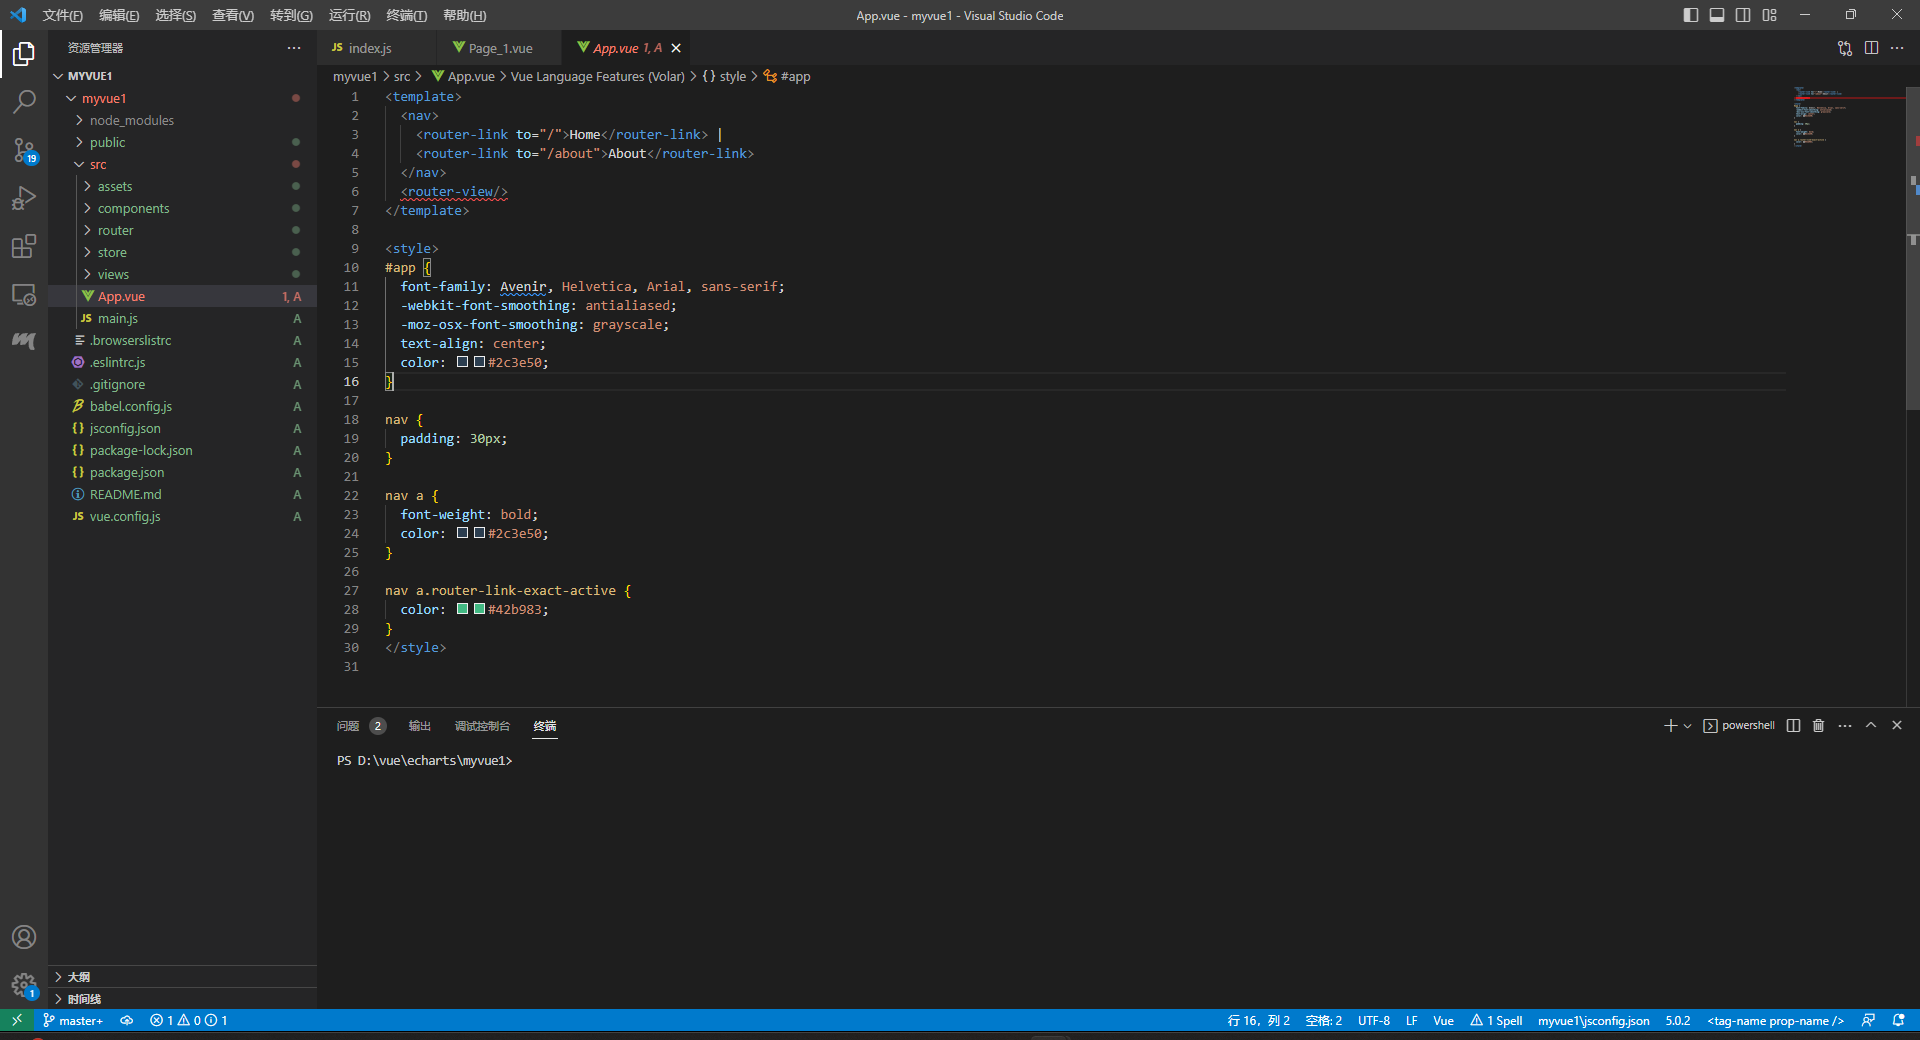 文件(F) 编辑(E) 选择(S) 查看(V) 转到(G) 运行(R) 终端(T) 帮助(H)
App.vue - myvue1 - Visual Studio Code
资源管理器
MYVUE1
myvue1
node_modules
public
src
assets
components
router
store
views
App.vue 1, A
JS main.js A
.browserslistrc A
.eslintrc.js A
.gitignore A
babel.config.js A
{} jsconfig.json A
{} package-lock.json A
{} package.json A
README.md A
JS vue.config.js A
大纲
时间线
19
1
JS index.js
Page_1.vue
App.vue 1, A
myvue1 > src > App.vue > Vue Language Features (Volar) > {} style > #app
1 <template>
2 <nav>
3 <router-link to="/">Home</router-link> |
4 <router-link to="/about">About</router-link>
5 </nav>
6 <router-view/>
7 </template>
8
9 <style>
10 #app {
11 font-family: Avenir, Helvetica, Arial, sans-serif;
12 -webkit-font-smoothing: antialiased;
13 -moz-osx-font-smoothing: grayscale;
14 text-align: center;
15 color: #2c3e50;
16 }
17
18 nav {
19 padding: 30px;
20 }
21
22 nav a {
23 font-weight: bold;
24 color: #2c3e50;
25 }
26
27 nav a.router-link-exact-active {
28 color: #42b983;
29 }
30 </style>
31
问题 2 输出 调试控制台 终端
powershell
PS D:\vue\echarts\myvue1>
master+ 1 0 1
行 16, 列 2 空格: 2 UTF-8 LF Vue 1 Spell myvue1\jsconfig.json 5.0.2 <tag-name prop-name />